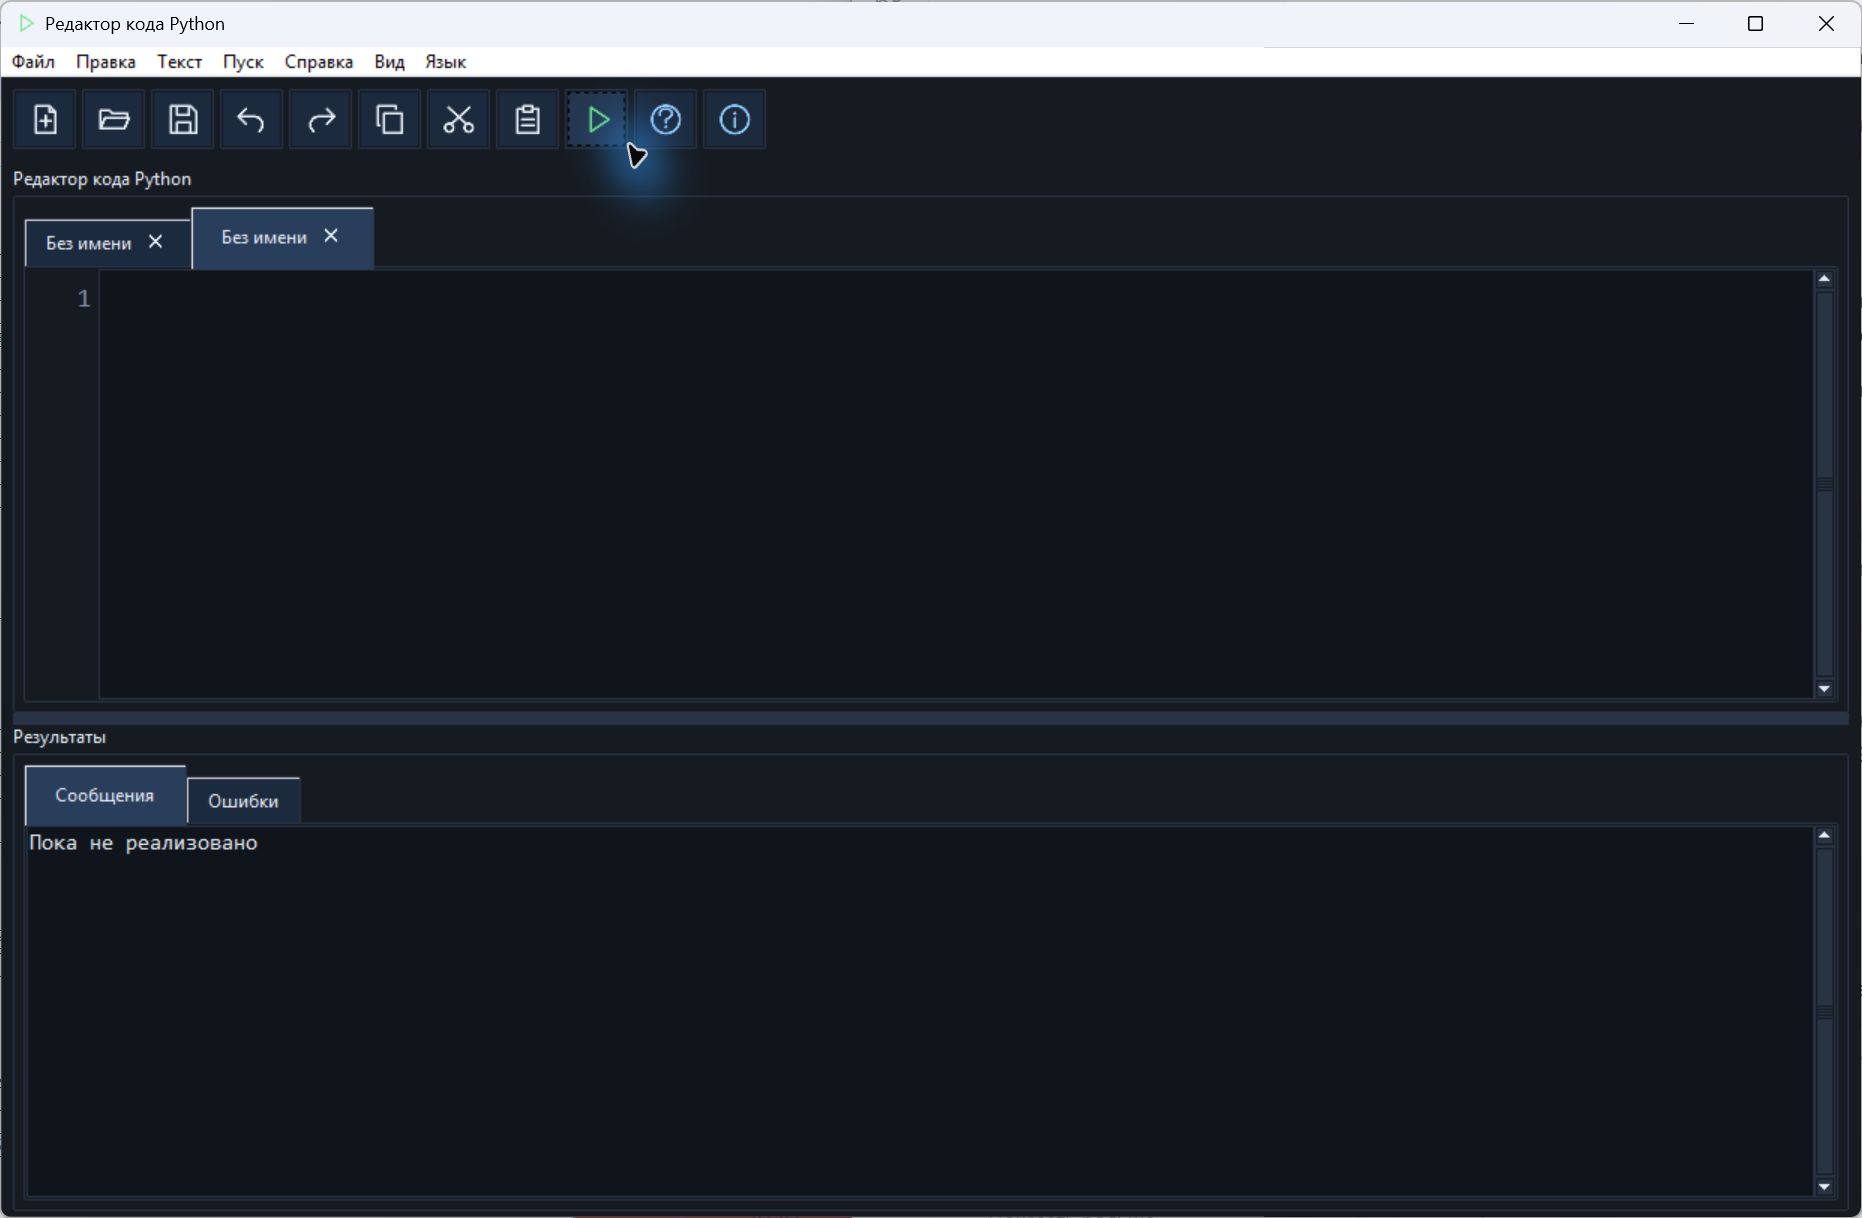 Редактор кода Python
Файл Правка Текст Пуск Справка Вид Язык
Редактор кода Python
Без имени Без имени
1
Результаты
Сообщения Ошибки
Пока не реализовано